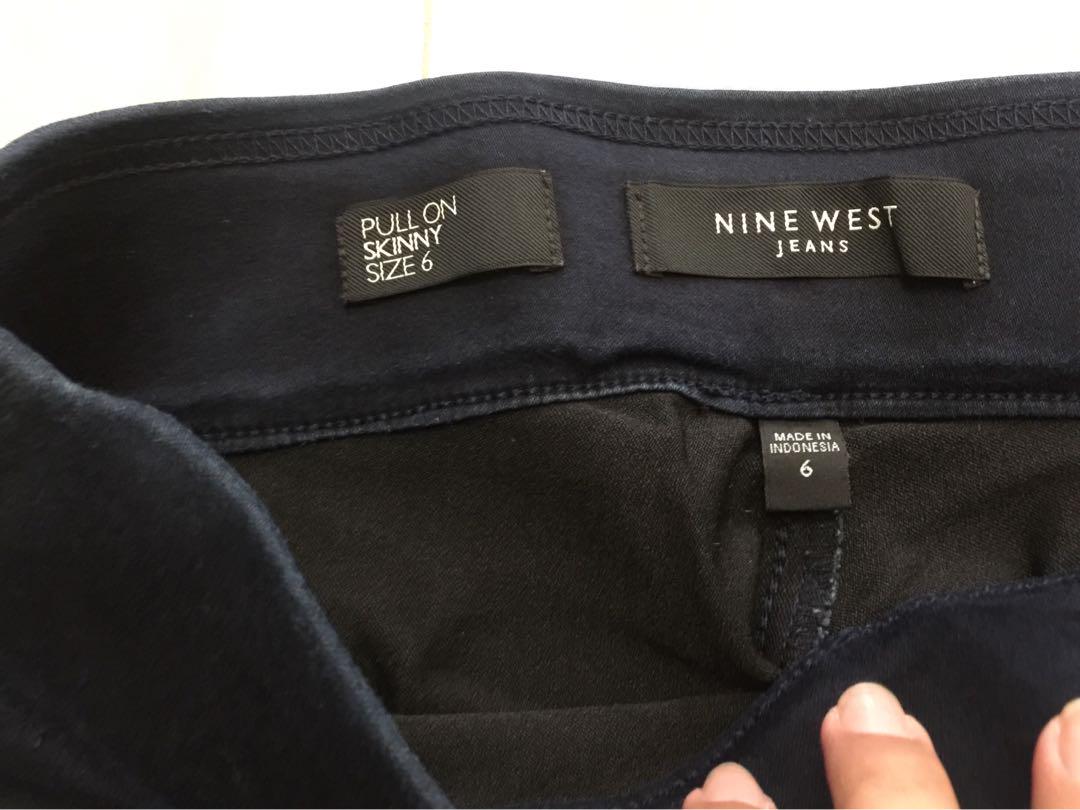 PULL ON
SKINNY
SIZE 6
NINE WEST
JEANS
MADE IN
INDONESIA
6